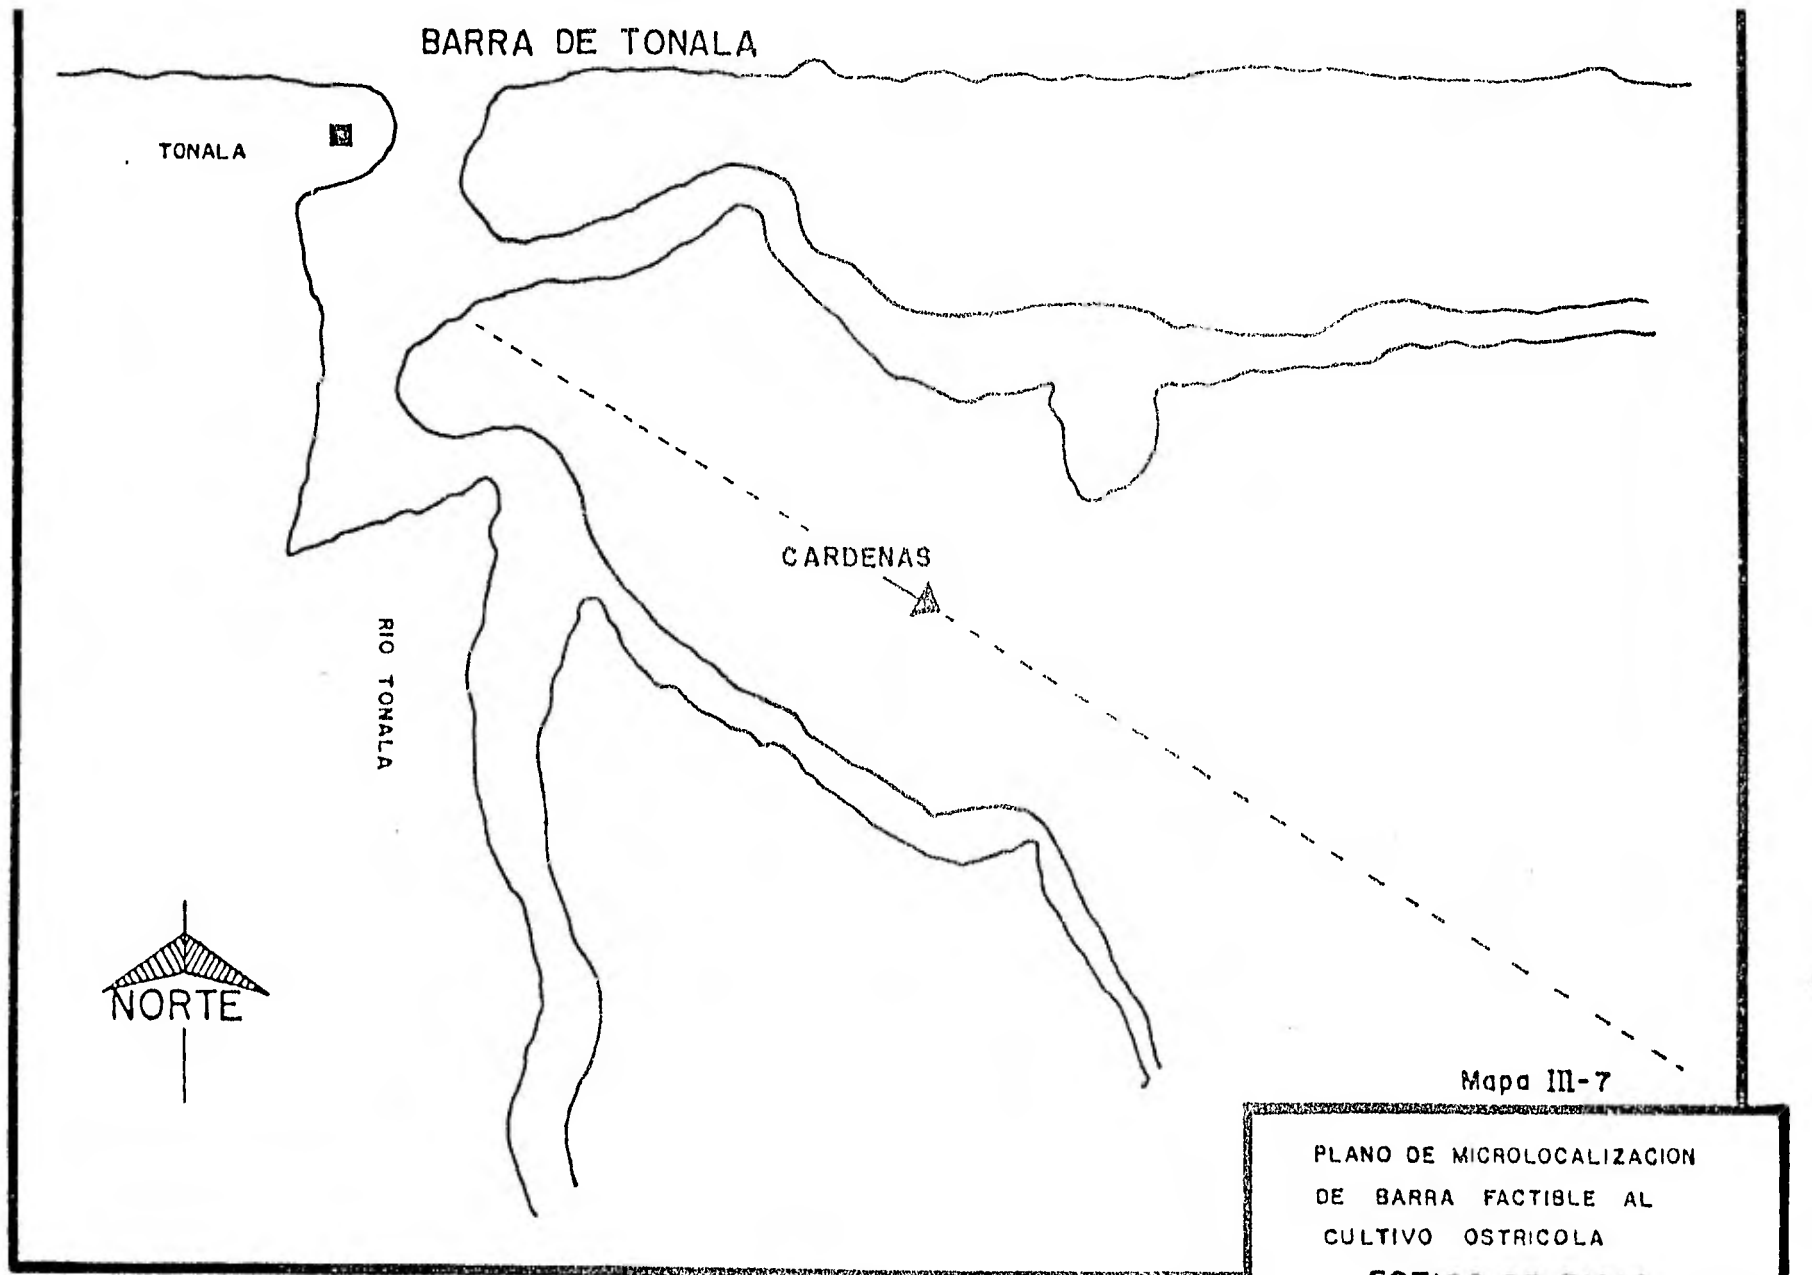 BARRA DE TONALA
TONALA
CARDENAS
RIO TONALA
NORTE
Mapa III-7
PLANO DE MICROLOCALIZACION
DE BARRA FACTIBLE AL
CULTIVO OSTRICOLA